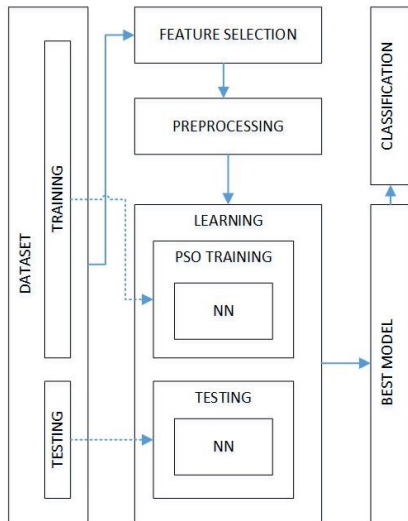 DATASET
TRAINING
TESTING
FEATURE SELECTION
PREPROCESSING
LEARNING
PSO TRAINING
NN
TESTING
NN
BEST MODEL
CLASSIFICATION